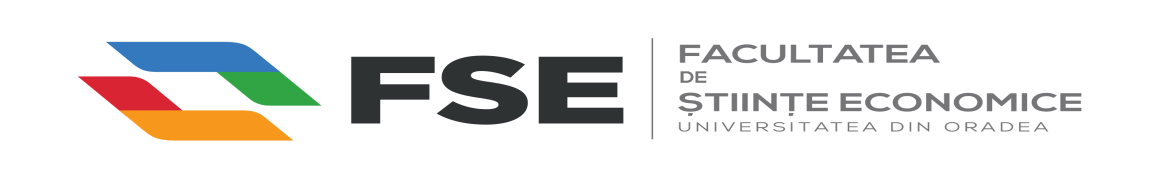 FSE
FACULTATEA
DE
ȘTIINȚE ECONOMICE
UNIVERSITATEA DIN ORADEA